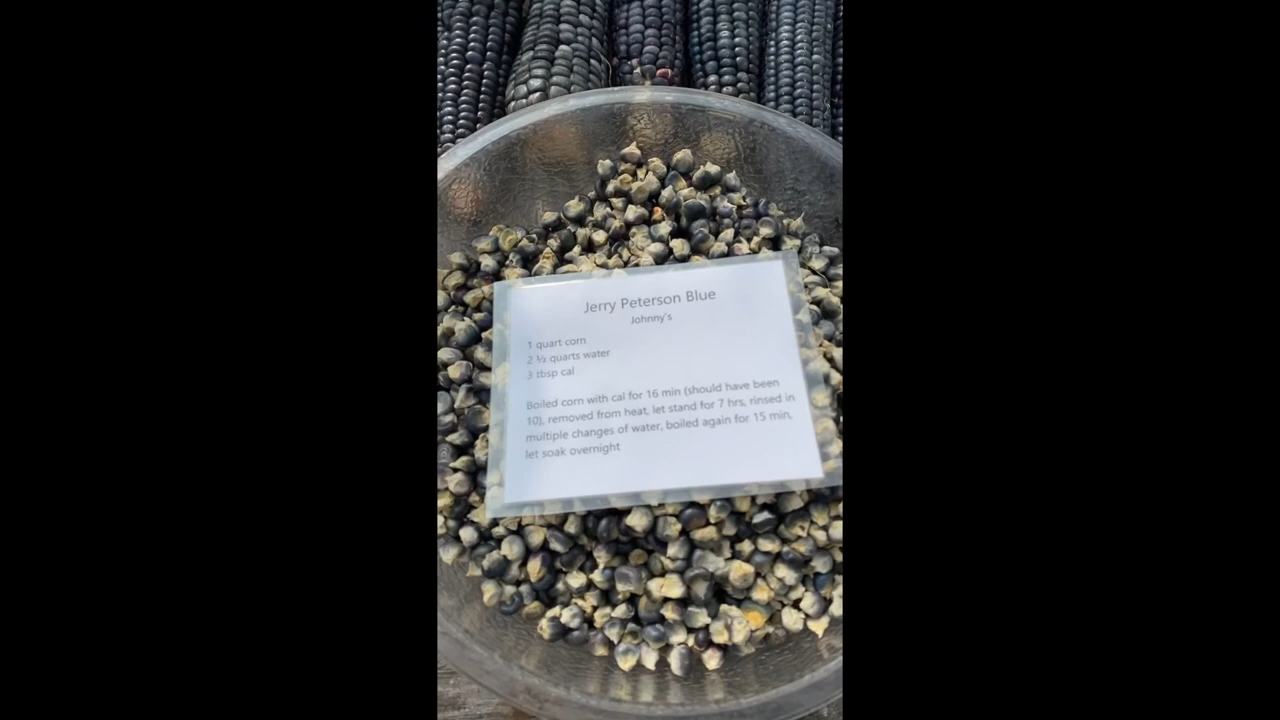 Jerry Peterson Blue
Johnny's
1 quart corn
2 ½ quarts water
3 tbsp cal
Boiled corn with cal for 16 min (should have been
10), removed from heat, let stand for 7 hrs, rinsed in
multiple changes of water, boiled again for 15 min,
let soak overnight